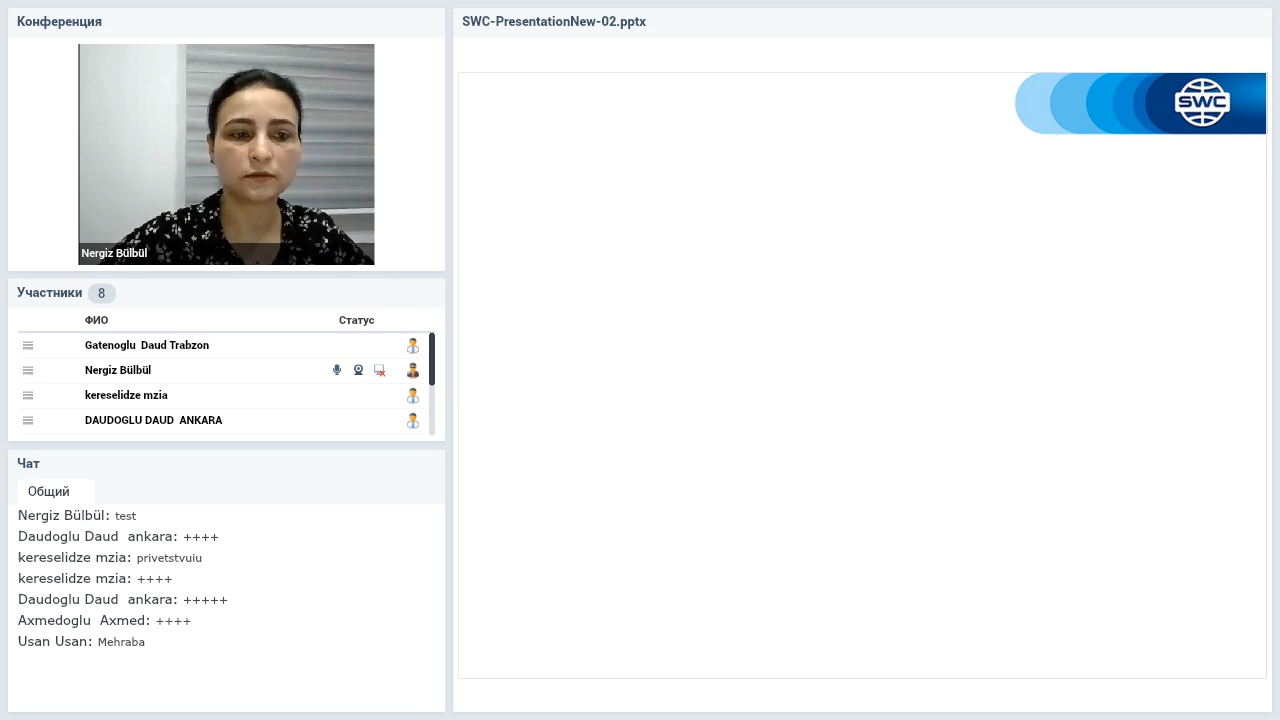 Конференция
Nergiz Bülbül
Участники 8
ФИО Статус
Gatenoglu Daud Trabzon
Nergiz Bülbül
kereselidze mzia
DAUDOGLU DAUD ANKARA
Чат
Общий
Nergiz Bülbül: test
Daudoglu Daud ankara: ++++
kereselidze mzia: privetstvuiu
kereselidze mzia: ++++
Daudoglu Daud ankara: +++++
Axmedoglu Axmed: ++++
Usan Usan: Mehraba
SWC-PresentationNew-02.pptx
SWC